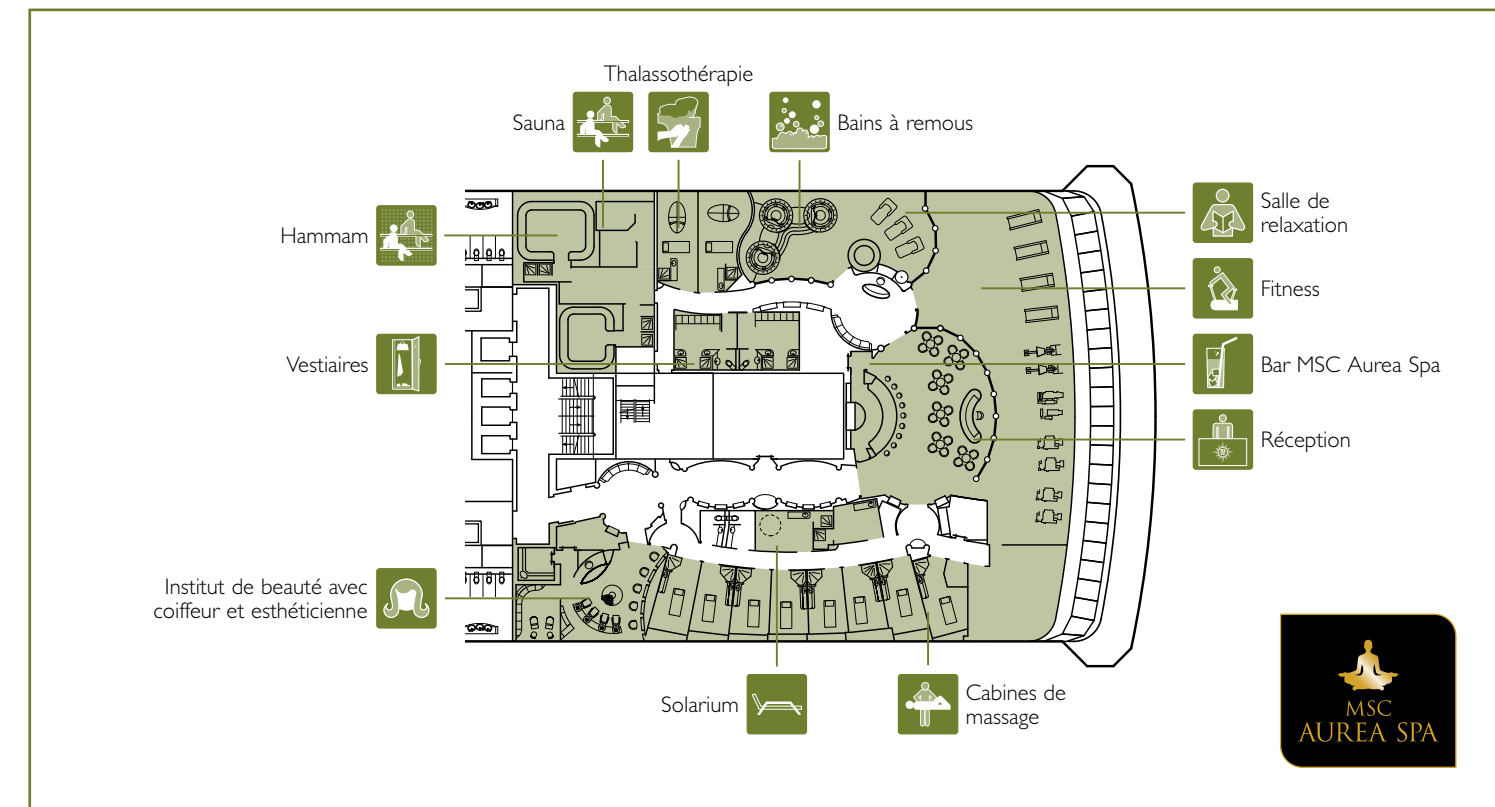 Thalassothérapie
Sauna
Bains à remous
Hammam
Salle de
relaxation
Fitness
Vestiaires
Bar MSC Aurea Spa
Réception
Institut de beauté avec
coiffeur et esthéticienne
Solarium
Cabines de
massage
MSC
AUREA SPA